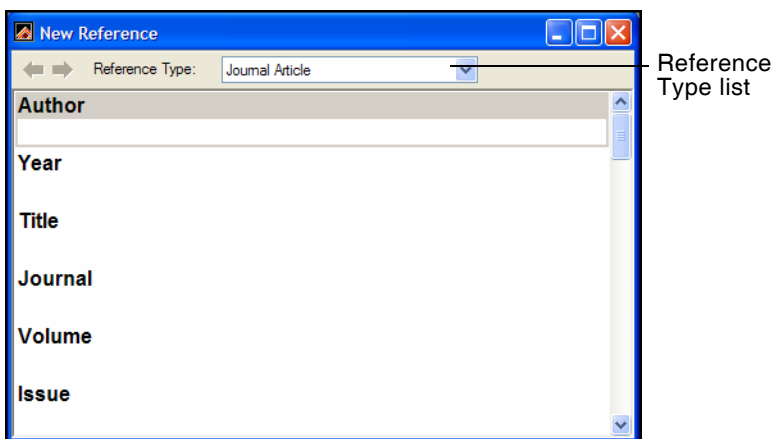 New Reference
Reference Type: Journal Article
Reference
Type list
Author
Year
Title
Journal
Volume
Issue